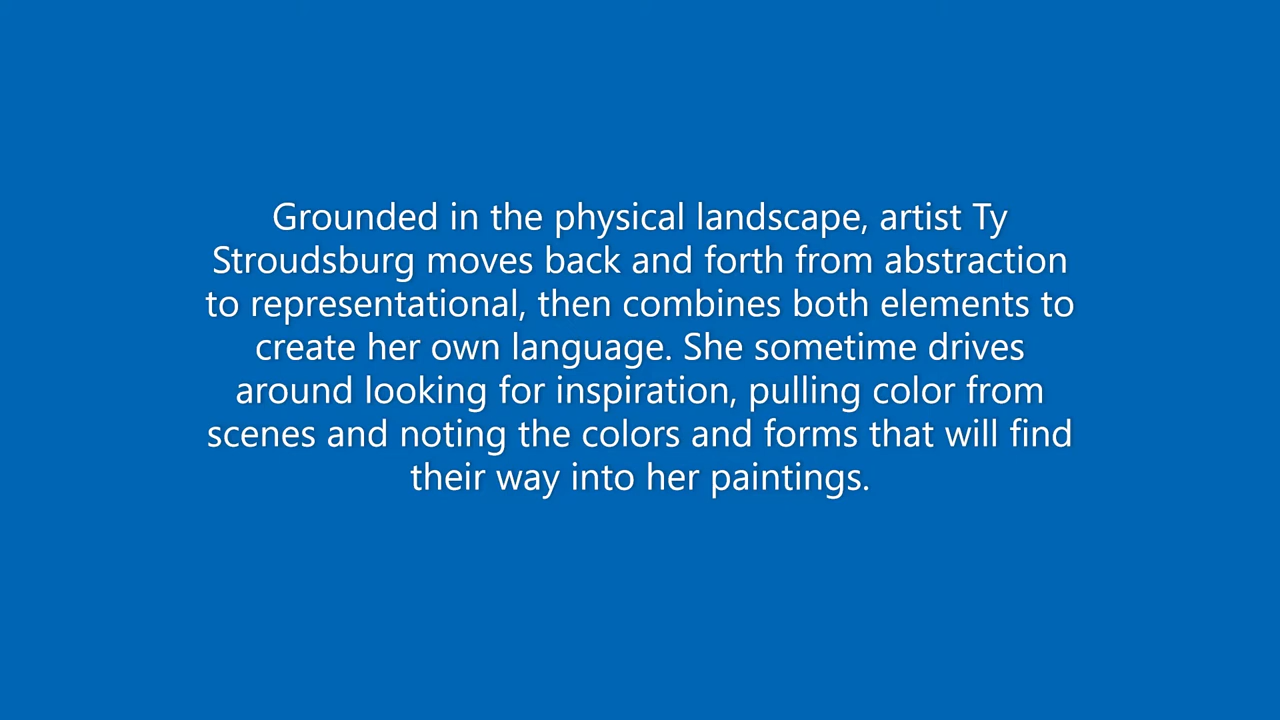 Grounded in the physical landscape, artist Ty
Stroudsburg moves back and forth from abstraction
to representational, then combines both elements to
create her own language. She sometime drives
around looking for inspiration, pulling color from
scenes and noting the colors and forms that will find
their way into her paintings.